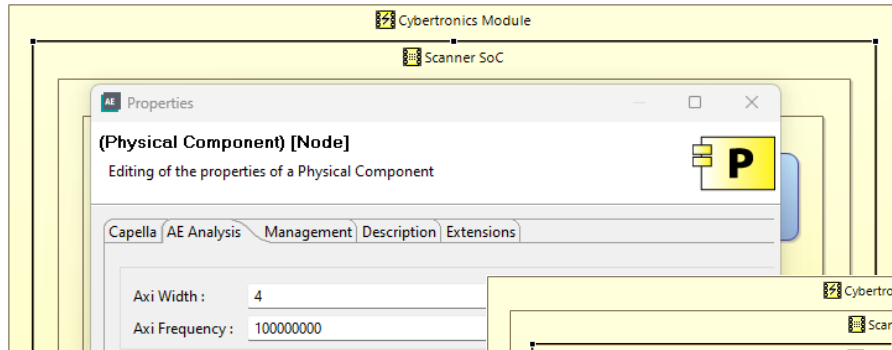 Cybertronics Module
Scanner SoC
AE Properties
(Physical Component) [Node]
Editing of the properties of a Physical Component
P
Capella AE Analysis Management Description Extensions
Axi Width : 4
Cybertro
Axi Frequency : 100000000
Scar